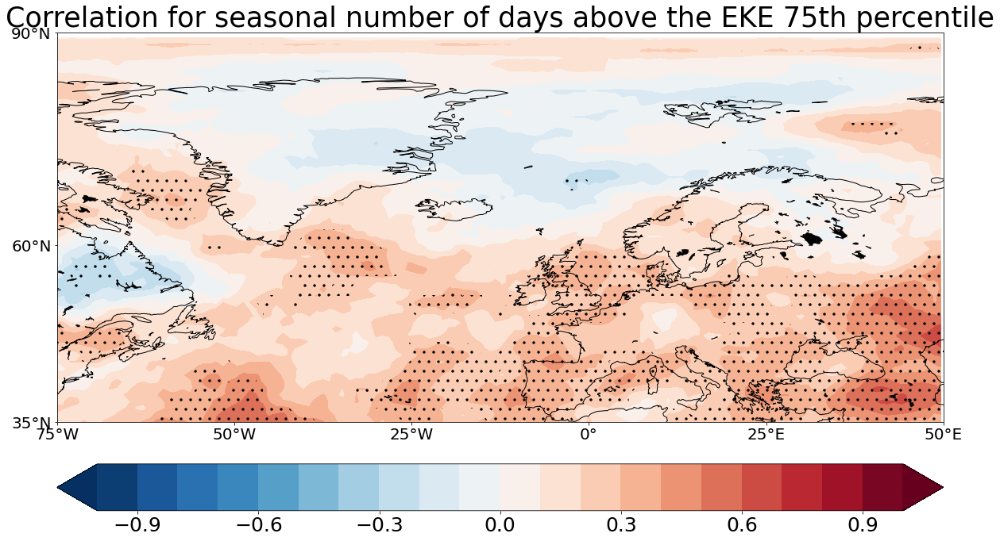 Correlation for seasonal number of days above the EKE 75th percentile
90°N
60°N
35°N
75°W 50°W 25°W 0° 25°E 50°E
−0.9 −0.6 −0.3 0.0 0.3 0.6 0.9